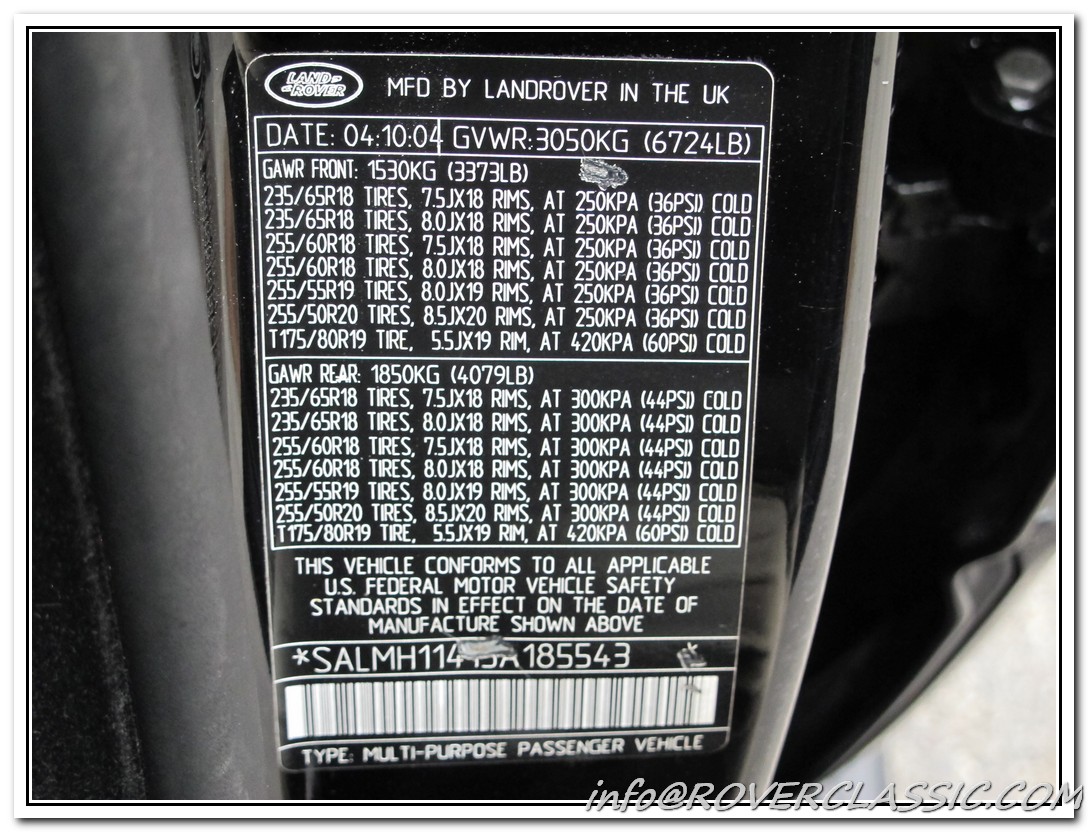 LAND-
-ROVER
MFD BY LANDROVER IN THE UK
DATE: 04:10:04 GVWR:3050KG (6724LB)
GAWR FRONT: 1530KG (3373LB)
235/65R18 TIRES, 7.5JX18 RIMS, AT 250KPA (36PSI) COLD
235/65R18 TIRES, 8.0JX18 RIMS, AT 250KPA (36PSI) COLD
255/60R18 TIRES, 7.5JX18 RIMS, AT 250KPA (36PSI) COLD
255/60R18 TIRES, 8.0JX18 RIMS, AT 250KPA (36PSI) COLD
255/55R19 TIRES, 8.0JX19 RIMS, AT 250KPA (36PSI) COLD
255/50R20 TIRES, 8.5JX20 RIMS, AT 250KPA (36PSI) COLD
T175/80R19 TIRE, 5.5JX19 RIM, AT 420KPA (60PSI) COLD
GAWR REAR: 1850KG (4079LB)
235/65R18 TIRES, 7.5JX18 RIMS, AT 300KPA (44PSI) COLD
235/65R18 TIRES, 8.0JX18 RIMS, AT 300KPA (44PSI) COLD
255/60R18 TIRES, 7.5JX18 RIMS, AT 300KPA (44PSI) COLD
255/60R18 TIRES, 8.0JX18 RIMS, AT 300KPA (44PSI) COLD
255/55R19 TIRES, 8.0JX19 RIMS, AT 300KPA (44PSI) COLD
255/50R20 TIRES, 8.5JX20 RIMS, AT 300KPA (44PSI) COLD
T175/80R19 TIRE, 5.5JX19 RIM, AT 420KPA (60PSI) COLD
THIS VEHICLE CONFORMS TO ALL APPLICABLE
U.S. FEDERAL MOTOR VEHICLE SAFETY
STANDARDS IN EFFECT ON THE DATE OF
MANUFACTURE SHOWN ABOVE
TYPE: MULTI-PURPOSE PASSENGER VEHICLE
info@ROVERCLASSIC.COM